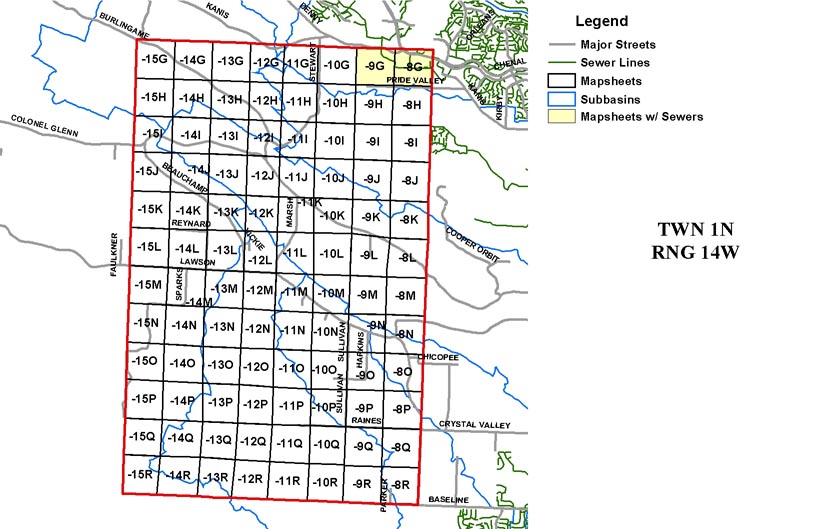 KANIS
DENNY
BURLINGAME
STEWART
CHENAL
PRIDE VALLEY
KANIS
KIRBY
COLONEL GLENN
BEAUCHAMP
MARSH
REYNARD
VICKIE
COOPER ORBIT
FAULKNER
LAWSON
SPARKS
SULLIVAN
HARKINS
CHICOPEE
SULLIVAN
RAINES
CRYSTAL VALLEY
PARKER
BASELINE
-15G -14G -13G -12G -11G -10G -9G -8G
-15H -14H -13H -12H -11H -10H -9H -8H
-15I -14I -13I -12I -11I -10I -9I -8I
-15J -14J -13J -12J -11J -10J -9J -8J
-15K -14K -13K -12K -11K -10K -9K -8K
-15L -14L -13L -12L -11L -10L -9L -8L
-15M -14M -13M -12M -11M -10M -9M -8M
-15N -14N -13N -12N -11N -10N -9N -8N
-15O -14O -13O -12O -11O -10O -9O -8O
-15P -14P -13P -12P -11P -10P -9P -8P
-15Q -14Q -13Q -12Q -11Q -10Q -9Q -8Q
-15R -14R -13R -12R -11R -10R -9R -8R
Legend
Major Streets
Sewer Lines
Mapsheets
Subbasins
Mapsheets w/ Sewers
TWN 1N
RNG 14W